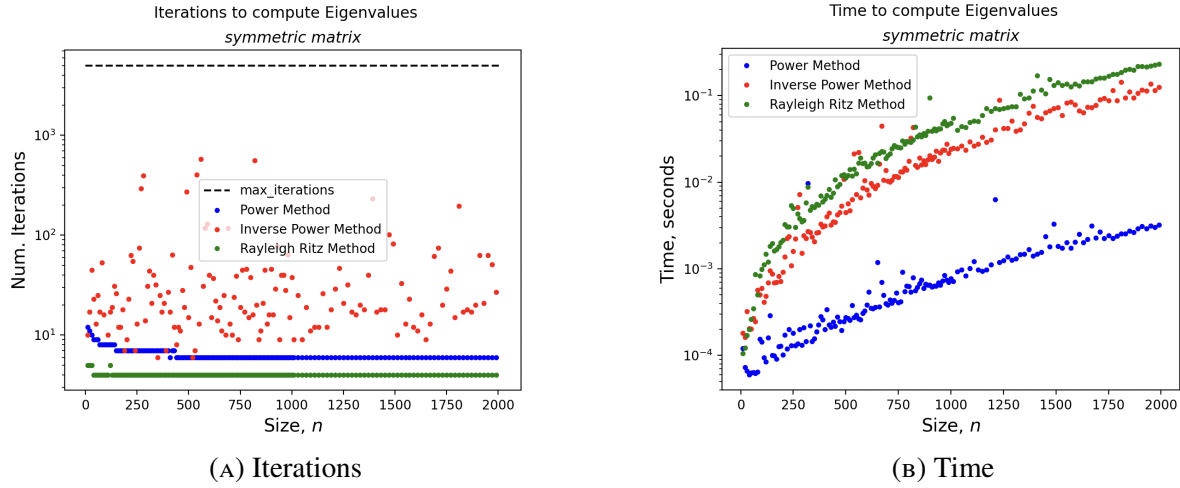 Iterations to compute Eigenvalues
symmetric matrix
Num. Iterations
10³
10²
10¹
max_iterations
Power Method
Inverse Power Method
Rayleigh Ritz Method
0 250 500 750 1000 1250 1500 1750 2000
Size, n
(A) Iterations
Time to compute Eigenvalues
symmetric matrix
Time, seconds
Power Method
Inverse Power Method
Rayleigh Ritz Method
10⁻¹
10⁻²
10⁻³
10⁻⁴
0 250 500 750 1000 1250 1500 1750 2000
Size, n
(B) Time